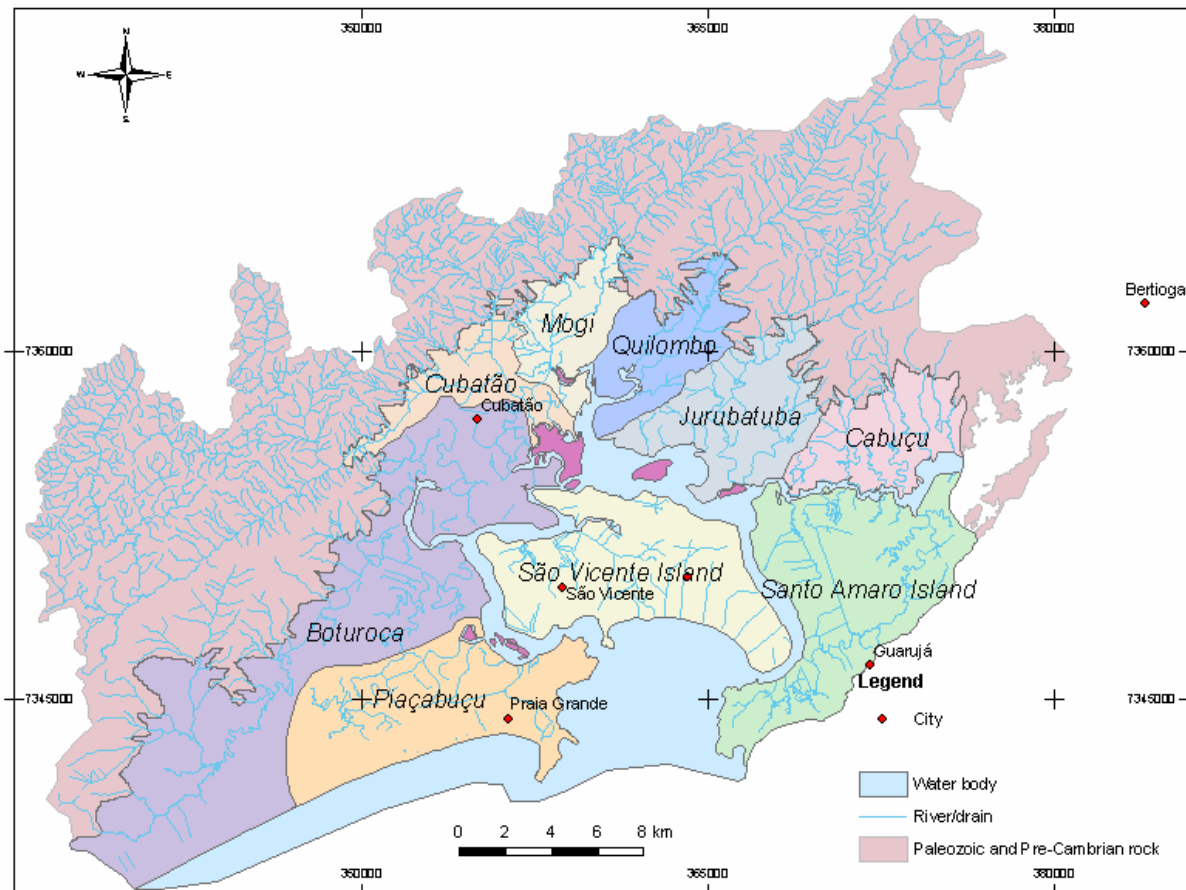 350000 365000 380000
N
W E
S
Bertioga
Mogi
7360000 Quilombo 7360000
Cubatão
Cubatão
Jurubatuba
Cabuçu
São Vicente Island
São Vicente
Santo Amaro Island
Boturoca
Guarujá
Legend
Piaçabuçu
Praia Grande
7345000 7345000
City
Water body
River/drain
Paleozoic and Pre-Cambrian rock
0 2 4 6 8 km
350000 365000 380000